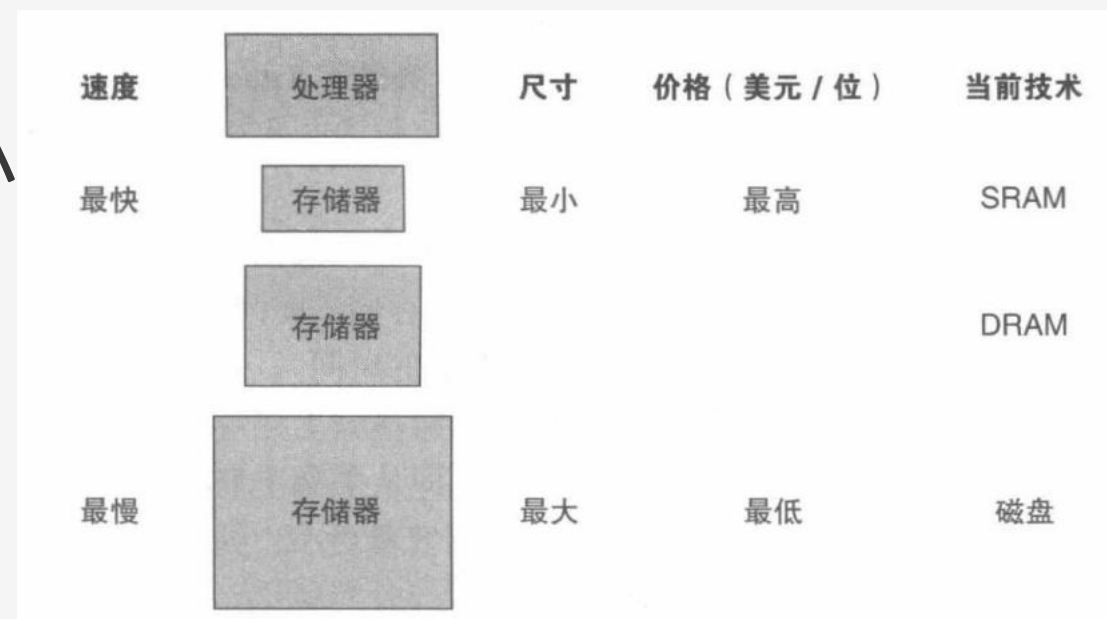 速度 处理器 尺寸 价格（美元 / 位） 当前技术
最快 存储器 最小 最高 SRAM
存储器 DRAM
最慢 存储器 最大 最低 磁盘